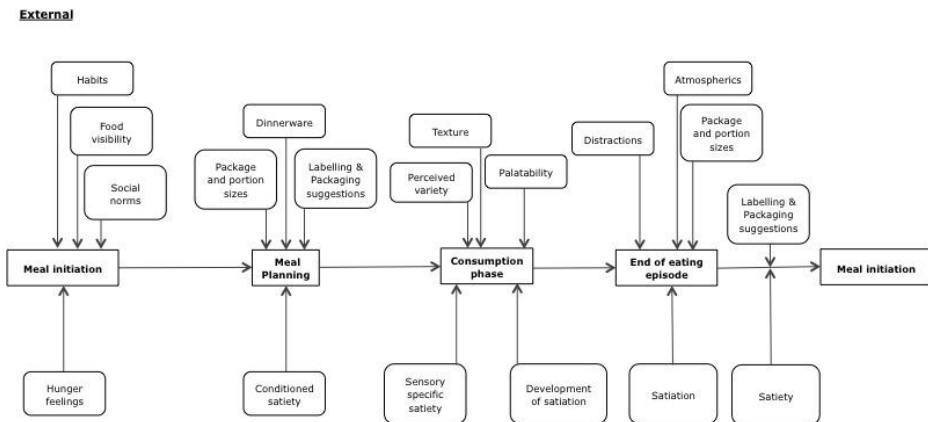 External
Habits
Food
visibility
Social
norms
Dinnerware
Package
and portion
sizes
Labelling &
Packaging
suggestions
Texture
Perceived
variety
Palatability
Distractions
Atmospherics
Package
and portion
sizes
Labelling &
Packaging
suggestions
Meal initiation
Meal
Planning
Consumption
phase
End of eating
episode
Meal initiation
Hunger
feelings
Conditioned
satiety
Sensory
specific
satiety
Development
of satiation
Satiation
Satiety